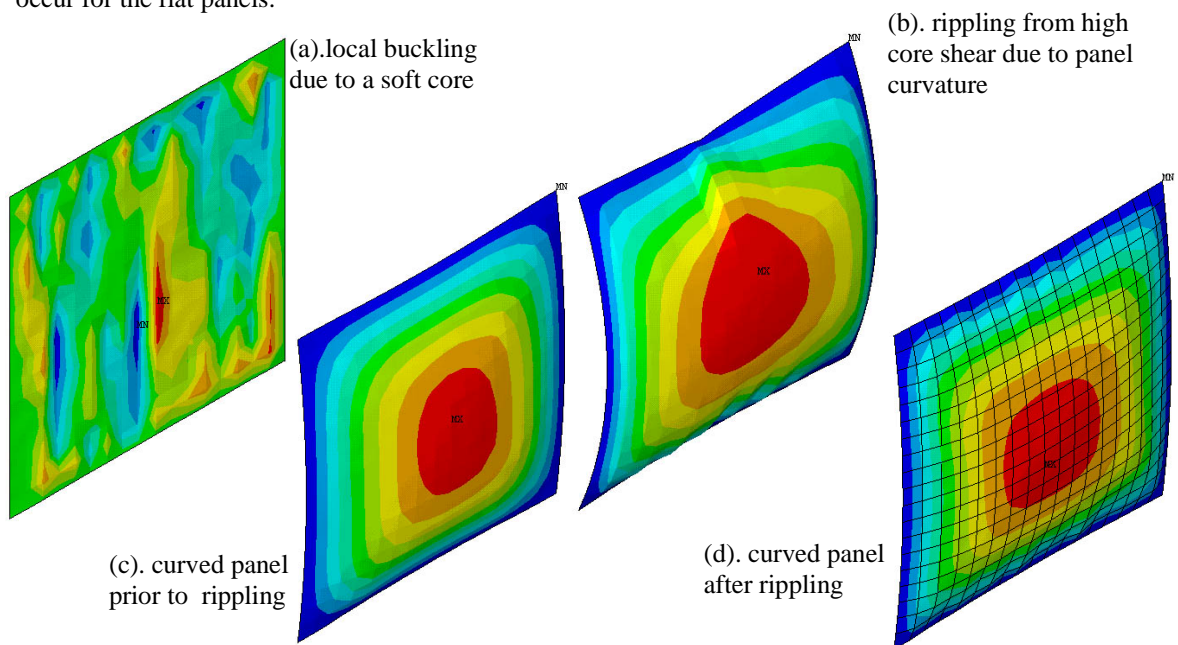 occur for the flat panels.
(a).local buckling
due to a soft core
(b). rippling from high
core shear due to panel
curvature
MN
MN
MN
MX
MX
MN
MX
MX
(c). curved panel
prior to rippling
(d). curved panel
after rippling